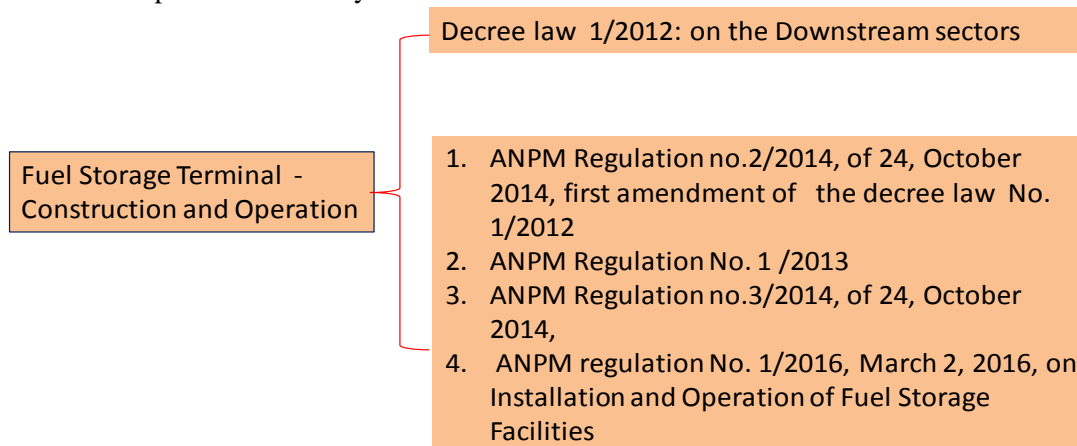 Decree law 1/2012: on the Downstream sectors
Fuel Storage Terminal -
Construction and Operation
1. ANPM Regulation no.2/2014, of 24, October
2014, first amendment of the decree law No.
1/2012
2. ANPM Regulation No. 1 /2013
3. ANPM Regulation no.3/2014, of 24, October
2014,
4. ANPM regulation No. 1/2016, March 2, 2016, on
Installation and Operation of Fuel Storage
Facilities